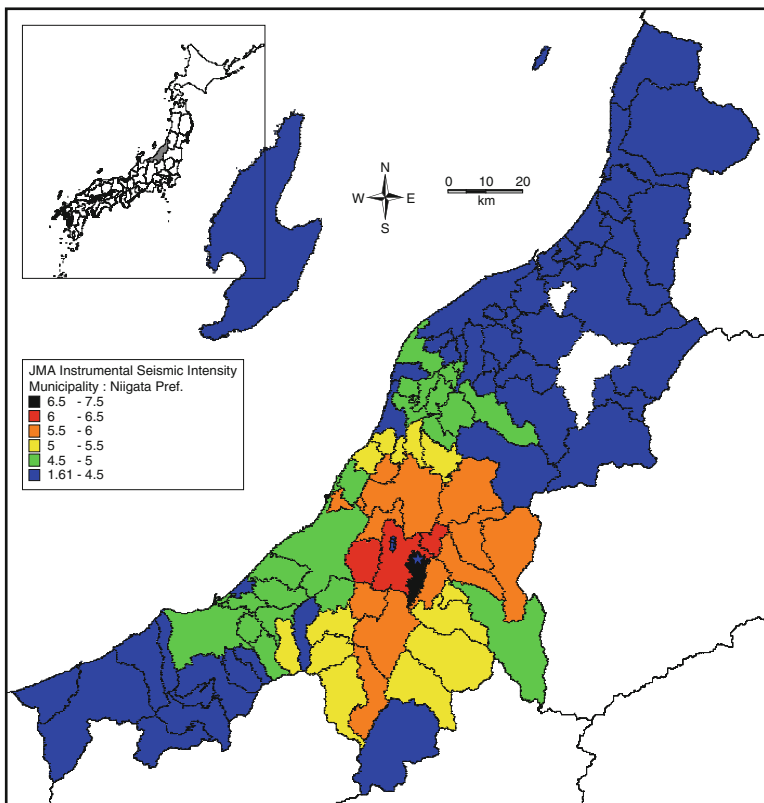 N
W E
S
0 10 20
km
JMA Instrumental Seismic Intensity
Municipality : Niigata Pref.
6.5 - 7.5
6 - 6.5
5.5 - 6
5 - 5.5
4.5 - 5
1.61 - 4.5